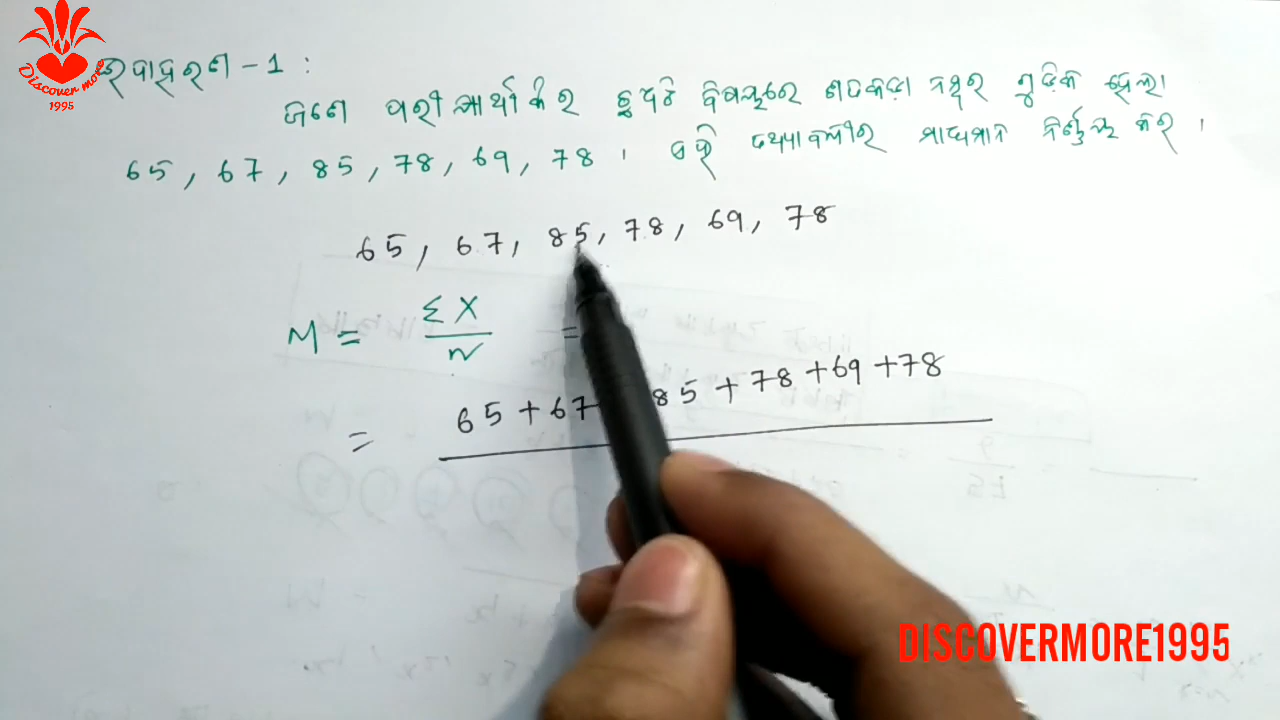 Discover more
1995
ଉଦାହରଣ - 1 :
ଜଣେ ପରୀକ୍ଷାର୍ଥୀଙ୍କର ଛଅଟି ବିଷୟରେ ଶତକଡ଼ା ନମ୍ବର ଗୁଡ଼ିକ ହେଲା
65, 67, 85, 78, 69, 78 । ଏହି ତଥ୍ୟାବଳୀର ମାଧ୍ୟମାନ ନିର୍ଣ୍ଣୟ କର ।
65, 67, 85, 78, 69, 78
M = ΣX / N =
= 65 + 67 85 + 78 + 69 + 78
DISCOVERMORE1995